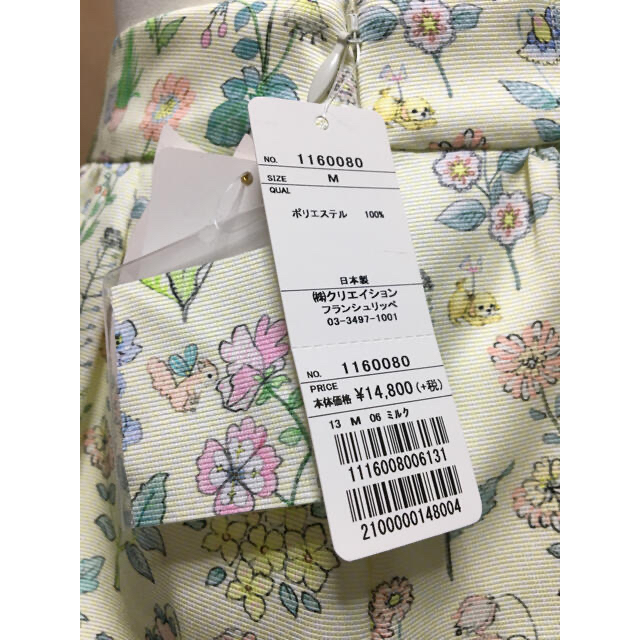 NO. 1160080
SIZE M
QUAL
ポリエステル 100%
日本製
㈱クリエイション
フランシュリッペ
03-3497-1001
NO. 1160080
PRICE
本体価格 ¥14,800(+税)
13 M 06 ミルク
1116008006131
2100000148004